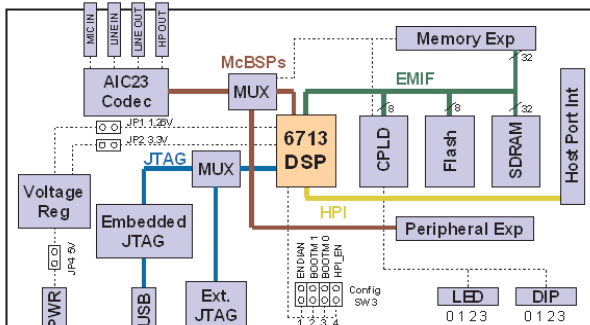 MIC IN
LINE IN
LINE OUT
HP OUT
AIC23
Codec
McBSPs
MUX
Memory Exp
32
EMIF
8
8
32
JP1 1.26V
JP2 3.3V
6713
DSP
CPLD
Flash
SDRAM
Host Port Int
JTAG
MUX
Voltage
Reg
Embedded
JTAG
HPI
Peripheral Exp
JP4 5V
ENDIAN
BOOTM 1
BOOTM 0
HPI_EN
Config
SW3
1 2 3 4
PWR
USB
Ext.
JTAG
LED
DIP
0 1 2 3
0 1 2 3